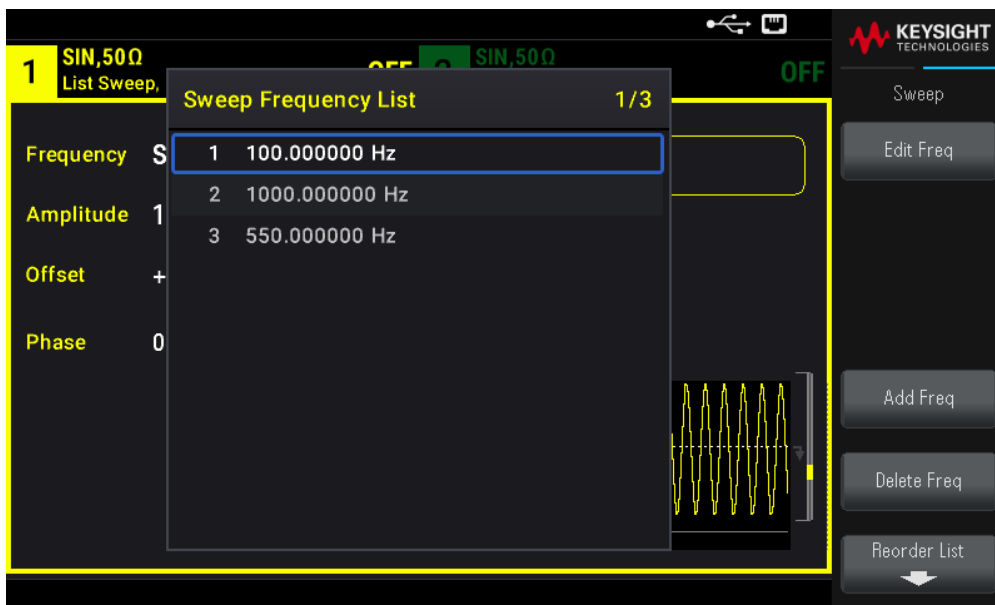 KEYSIGHT
TECHNOLOGIES
1 SIN,50Ω
List Sweep,
SIN,50Ω
OFF
Sweep Frequency List 1/3
1 100.000000 Hz
2 1000.000000 Hz
3 550.000000 Hz
Frequency S
Amplitude 1
Offset +
Phase 0
Sweep
Edit Freq
Add Freq
Delete Freq
Reorder List